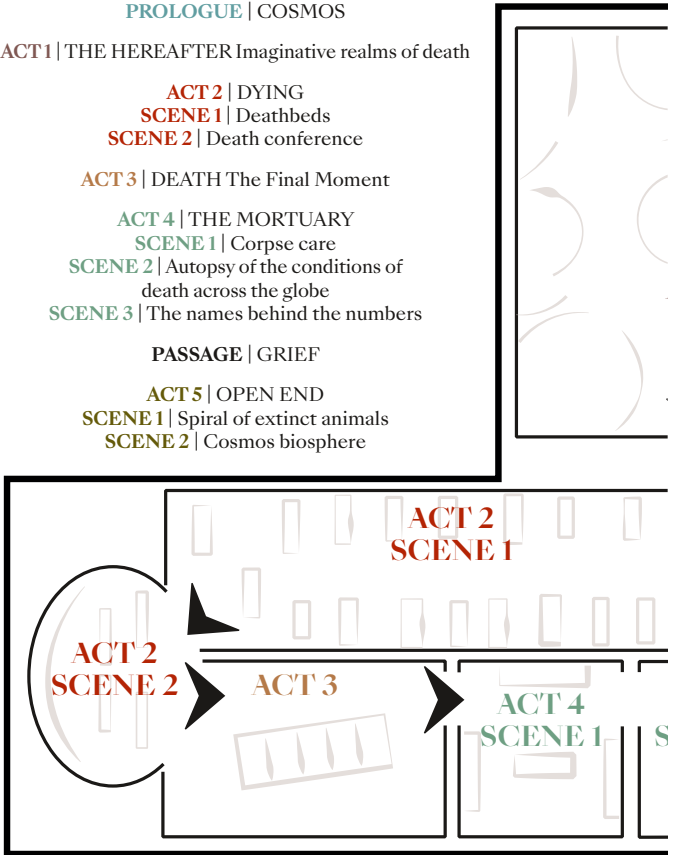 PROLOGUE | COSMOS
ACT 1 | THE HEREAFTER Imaginative realms of death
ACT 2 | DYING
SCENE 1 | Deathbeds
SCENE 2 | Death conference
ACT 3 | DEATH The Final Moment
ACT 4 | THE MORTUARY
SCENE 1 | Corpse care
SCENE 2 | Autopsy of the conditions of
death across the globe
SCENE 3 | The names behind the numbers
PASSAGE | GRIEF
ACT 5 | OPEN END
SCENE 1 | Spiral of extinct animals
SCENE 2 | Cosmos biosphere
ACT 2
SCENE 1
ACT 2
SCENE 2
ACT 3
ACT 4
SCENE 1
S